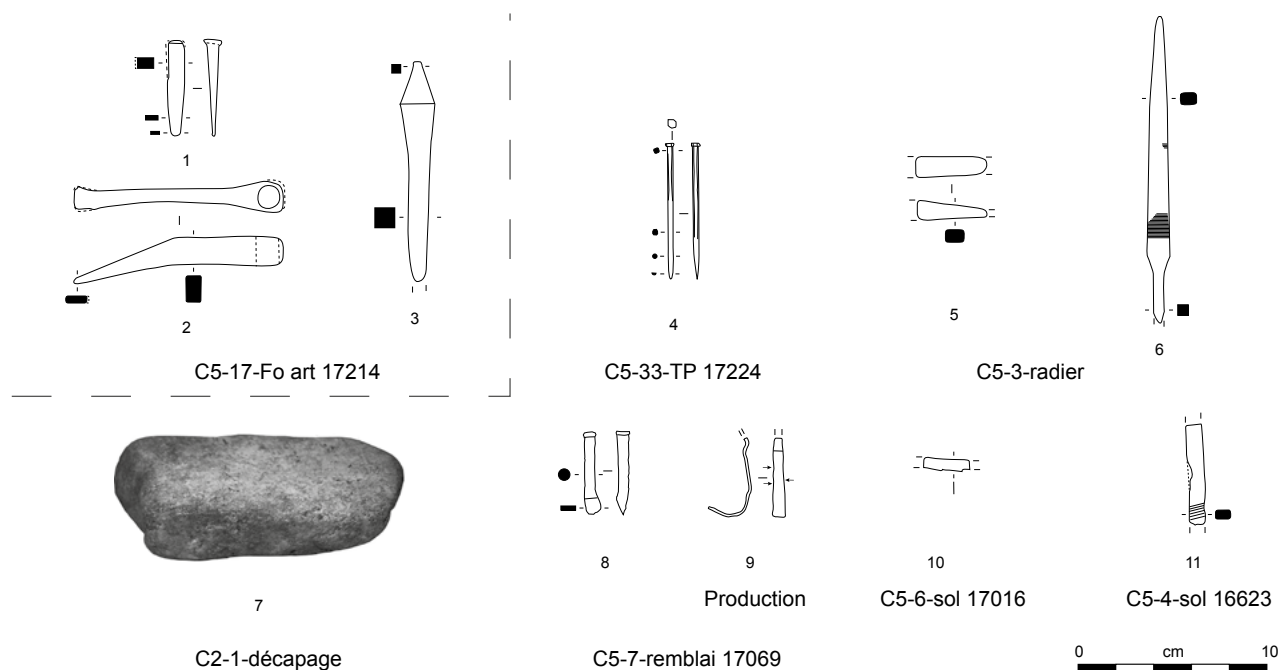 1
2
3
C5-17-Fo art 17214
4
C5-33-TP 17224
5
6
C5-3-radier
7
C2-1-décapage
8
9
Production
C5-7-remblai 17069
10
C5-6-sol 17016
11
C5-4-sol 16623
0 cm 10